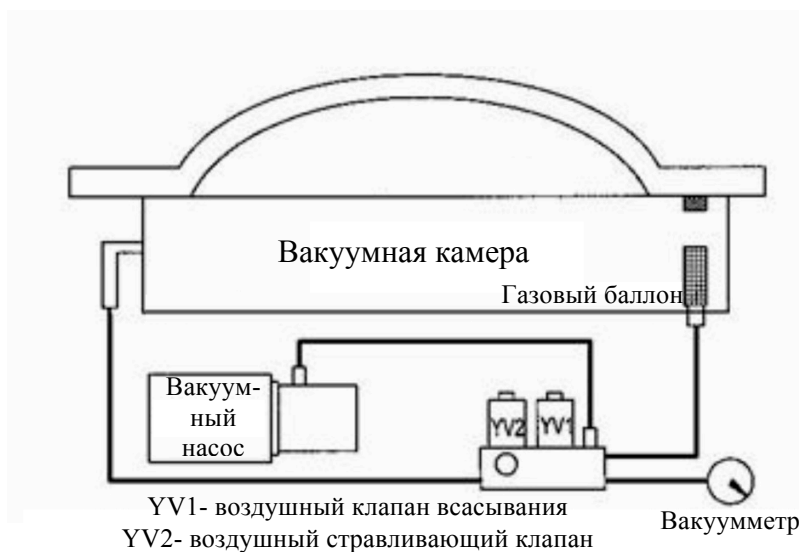 Вакуумная камера
Газовый баллон
Вакуум-
ный
насос
YV2
YV1
YV1- воздушный клапан всасывания
YV2- воздушный стравливающий клапан
Вакуумметр